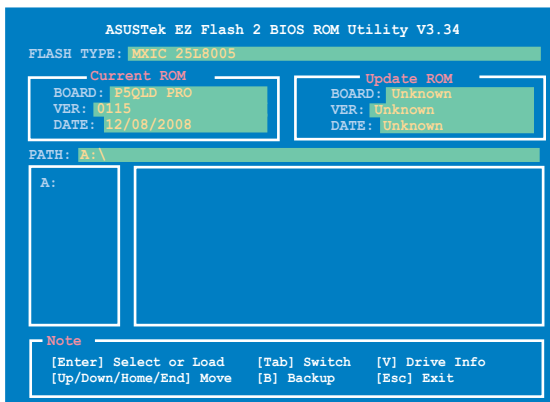 ASUSTek EZ Flash 2 BIOS ROM Utility V3.34
FLASH TYPE: MXIC 25L8005
Current ROM
BOARD: P5QLD PRO
VER: 0115
DATE: 12/08/2008
Update ROM
BOARD: Unknown
VER: Unknown
DATE: Unknown
PATH: A:\
A:
Note
[Enter] Select or Load [Tab] Switch [V] Drive Info
[Up/Down/Home/End] Move [B] Backup [Esc] Exit